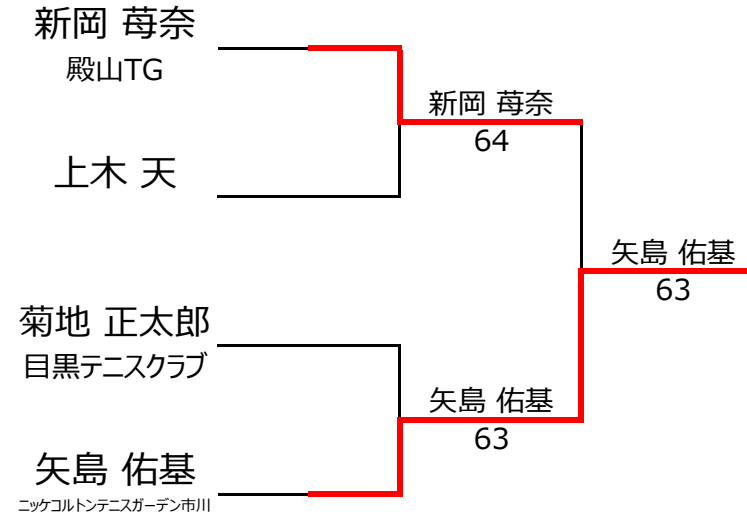 新岡 苺奈
殿山TG
新岡 苺奈
64
上木 天
矢島 佑基
63
菊地 正太郎
目黒テニスクラブ
矢島 佑基
63
矢島 佑基
ニッケコルトンテニスガーデン市川